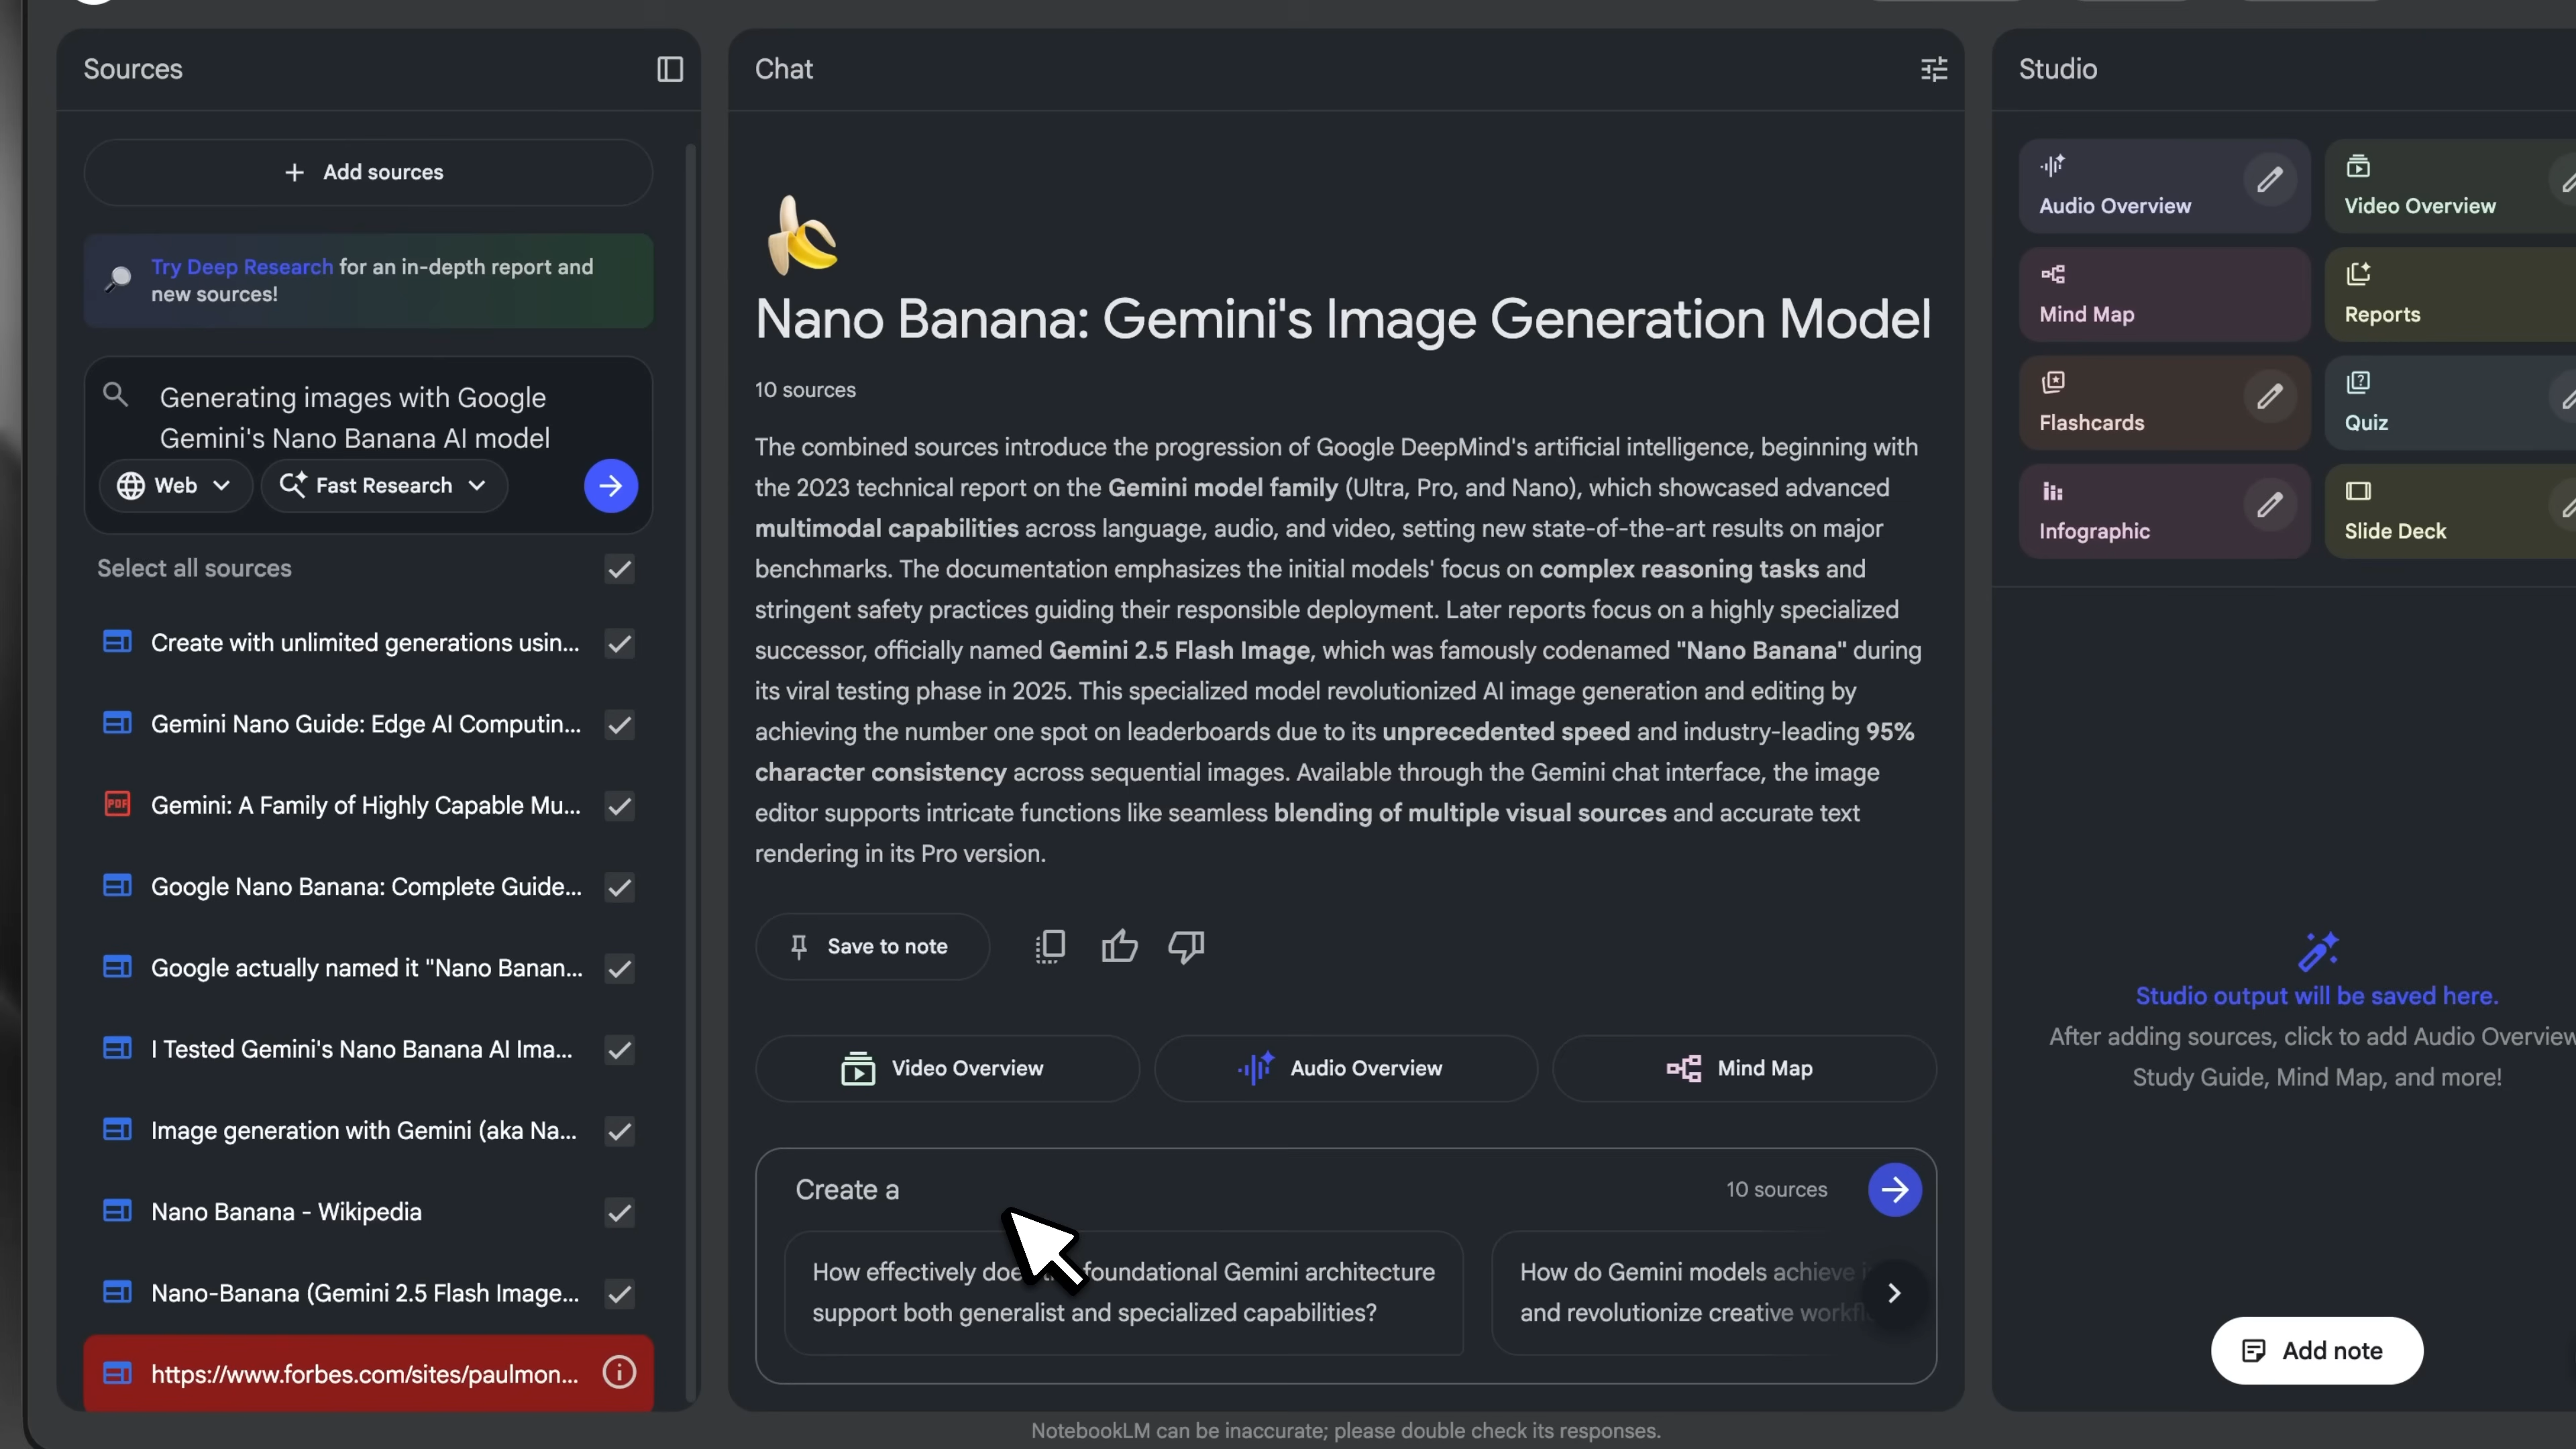 Sources
Add sources
Try Deep Research for an in-depth report and
new sources!
Generating images with Google
Gemini's Nano Banana AI model
Web
Fast Research
Select all sources
Create with unlimited generations usin...
Gemini Nano Guide: Edge AI Computin...
PDF
Gemini: A Family of Highly Capable Mu...
Google Nano Banana: Complete Guide...
Google actually named it "Nano Banan...
I Tested Gemini's Nano Banana AI Ima...
Image generation with Gemini (aka Na...
Nano Banana - Wikipedia
Nano-Banana (Gemini 2.5 Flash Image...
https://www.forbes.com/sites/paulmon...
Chat
Nano Banana: Gemini's Image Generation Model
10 sources
The combined sources introduce the progression of Google DeepMind's artificial intelligence, beginning with
the 2023 technical report on the Gemini model family (Ultra, Pro, and Nano), which showcased advanced
multimodal capabilities across language, audio, and video, setting new state-of-the-art results on major
benchmarks. The documentation emphasizes the initial models' focus on complex reasoning tasks and
stringent safety practices guiding their responsible deployment. Later reports focus on a highly specialized
successor, officially named Gemini 2.5 Flash Image, which was famously codenamed "Nano Banana" during
its viral testing phase in 2025. This specialized model revolutionized AI image generation and editing by
achieving the number one spot on leaderboards due to its unprecedented speed and industry-leading 95%
character consistency across sequential images. Available through the Gemini chat interface, the image
editor supports intricate functions like seamless blending of multiple visual sources and accurate text
rendering in its Pro version.
Save to note
Video Overview
Audio Overview
Mind Map
Create a
10 sources
How effectively foundational Gemini architecture
support both generalist and specialized capabilities?
How do Gemini models achieve
and revolutionize creative
NotebookLM can be inaccurate; please double check its responses.
Studio
Audio Overview
Video Overview
Mind Map
Reports
Flashcards
Quiz
Infographic
Slide Deck
Studio output will be saved here.
After adding sources, click to add Audio Overview
Study Guide, Mind Map, and more!
Add note